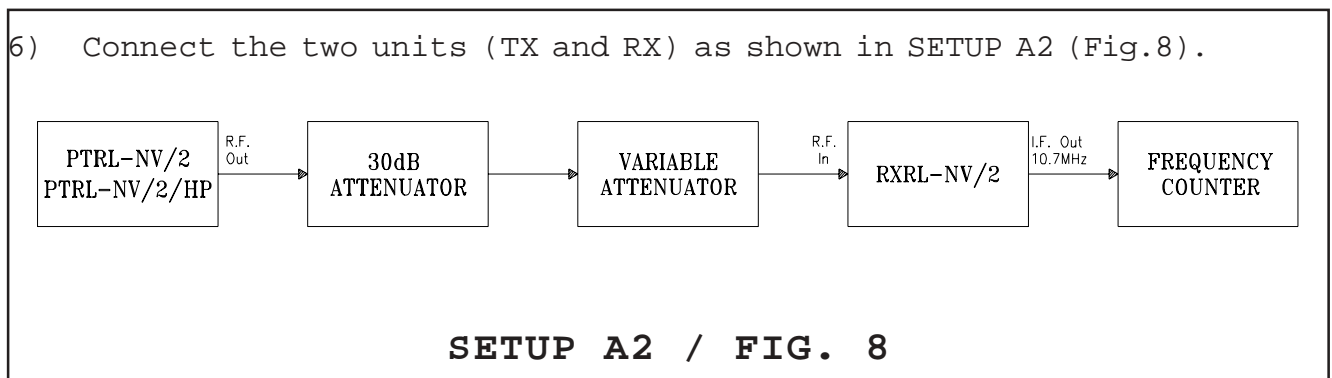 6) Connect the two units (TX and RX) as shown in SETUP A2 (Fig.8).
PTRL-NV/2
PTRL-NV/2/HP
R.F.
Out
30dB
ATTENUATOR
VARIABLE
ATTENUATOR
R.F.
In
RXRL-NV/2
I.F. Out
10.7MHz
FREQUENCY
COUNTER
SETUP A2 / FIG. 8